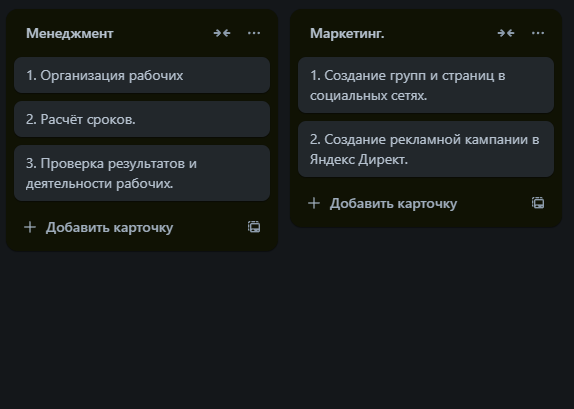 Менеджмент
1. Организация рабочих
2. Расчёт сроков.
3. Проверка результатов и
деятельности рабочих.
Добавить карточку
Маркетинг.
1. Создание групп и страниц в
социальных сетях.
2. Создание рекламной кампании в
Яндекс Директ.
Добавить карточку